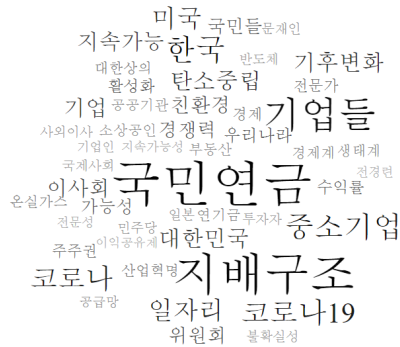 미국 국민들 문재인
지속가능 한국
대한상의 반도체 기후변화
활성화 탄소중립 전문가
기업 공공기관 친환경 경제 기업들
사외이사 소상공인 경쟁력 우리나라
기업인 지속가능성 부동산 경제계 생태계
국제사회 전경련
이사회 국민연금 수익률
온실가스 가능성
전문성 민주당 일본 연기금 투자자 중소기업
이익공유제 대한민국
주주권
코로나 산업혁명 지배구조
공급망 일자리 코로나19
위원회 불확실성